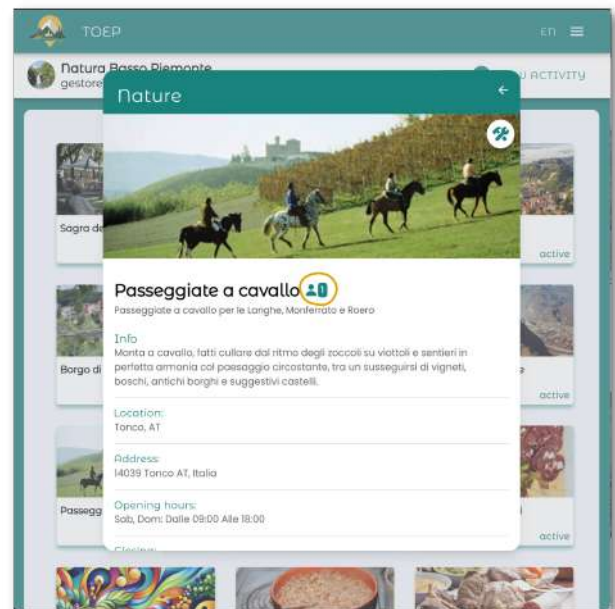 TOEP
EN
Natura Basso Piemonte
gestore
ACTIVITY
Nature
Sagra de
active
Passeggiate a cavallo
Passeggiate a cavallo per le Langhe, Monferrato e Roero
Info
Monta a cavallo, fatti cullare dal ritmo degli zoccoli su viottoli e sentieri in
perfetta armonia col paesaggio circostante, tra un susseguirsi di vigneti,
boschi, antichi borghi e suggestivi castelli.
Borgo di
active
Location:
Tonco, AT
Address:
14039 Tonco AT, Italia
Opening hours:
Sab, Dom: Dalle 09:00 Alle 18:00
Passegg
active
Closing: